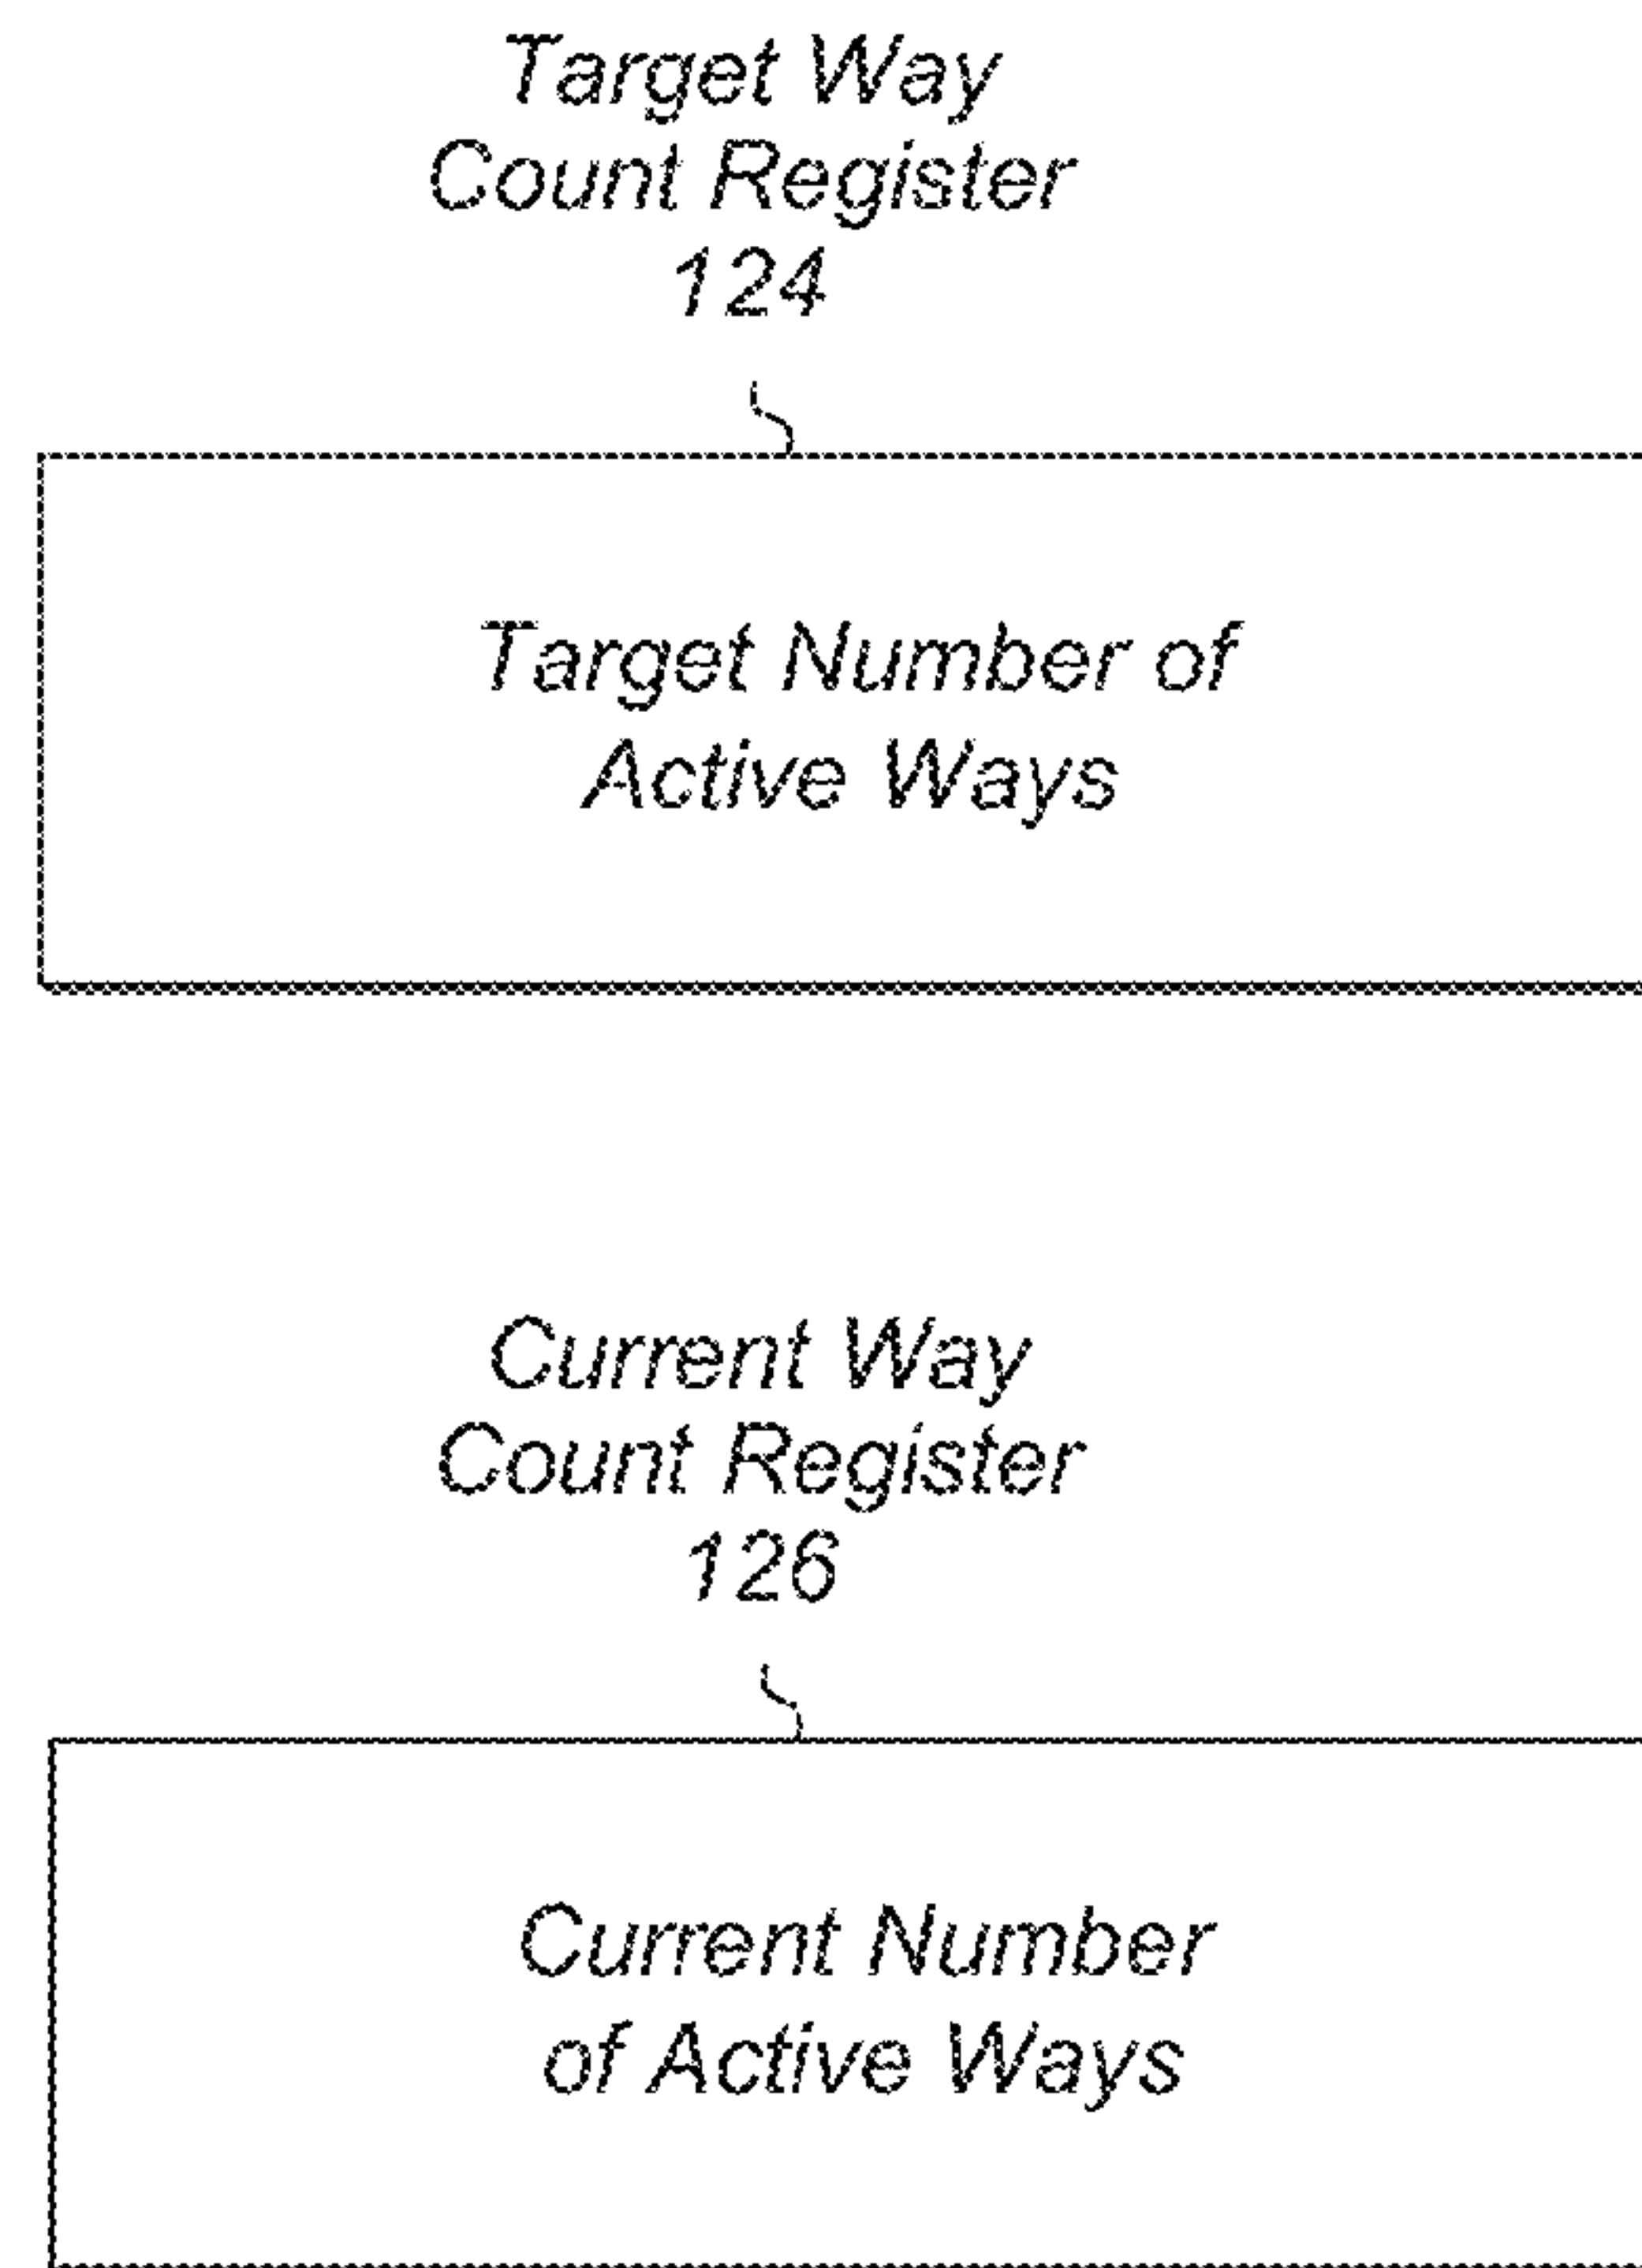 Target Way
Count Register
124
Target Number of
Active Ways
Current Way
Count Register
126
Current Number
of Active Ways